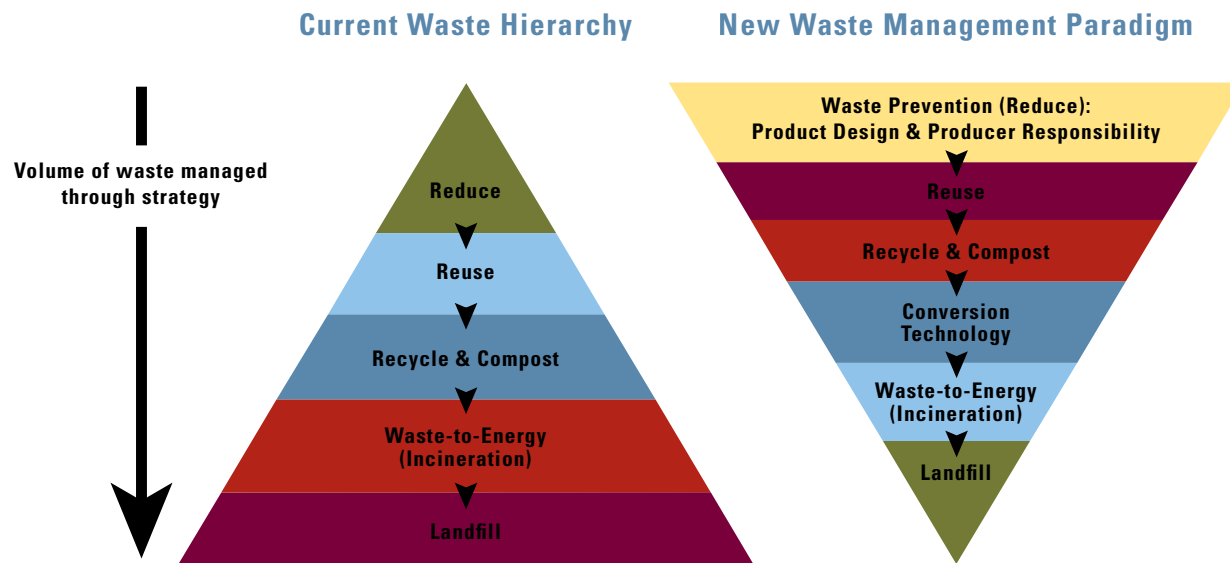 Current Waste Hierarchy
New Waste Management Paradigm
Volume of waste managed
through strategy
Reduce
Reuse
Recycle & Compost
Waste-to-Energy
(Incineration)
Landfill
Waste Prevention (Reduce):
Product Design & Producer Responsibility
Reuse
Recycle & Compost
Conversion
Technology
Waste-to-Energy
(Incineration)
Landfill